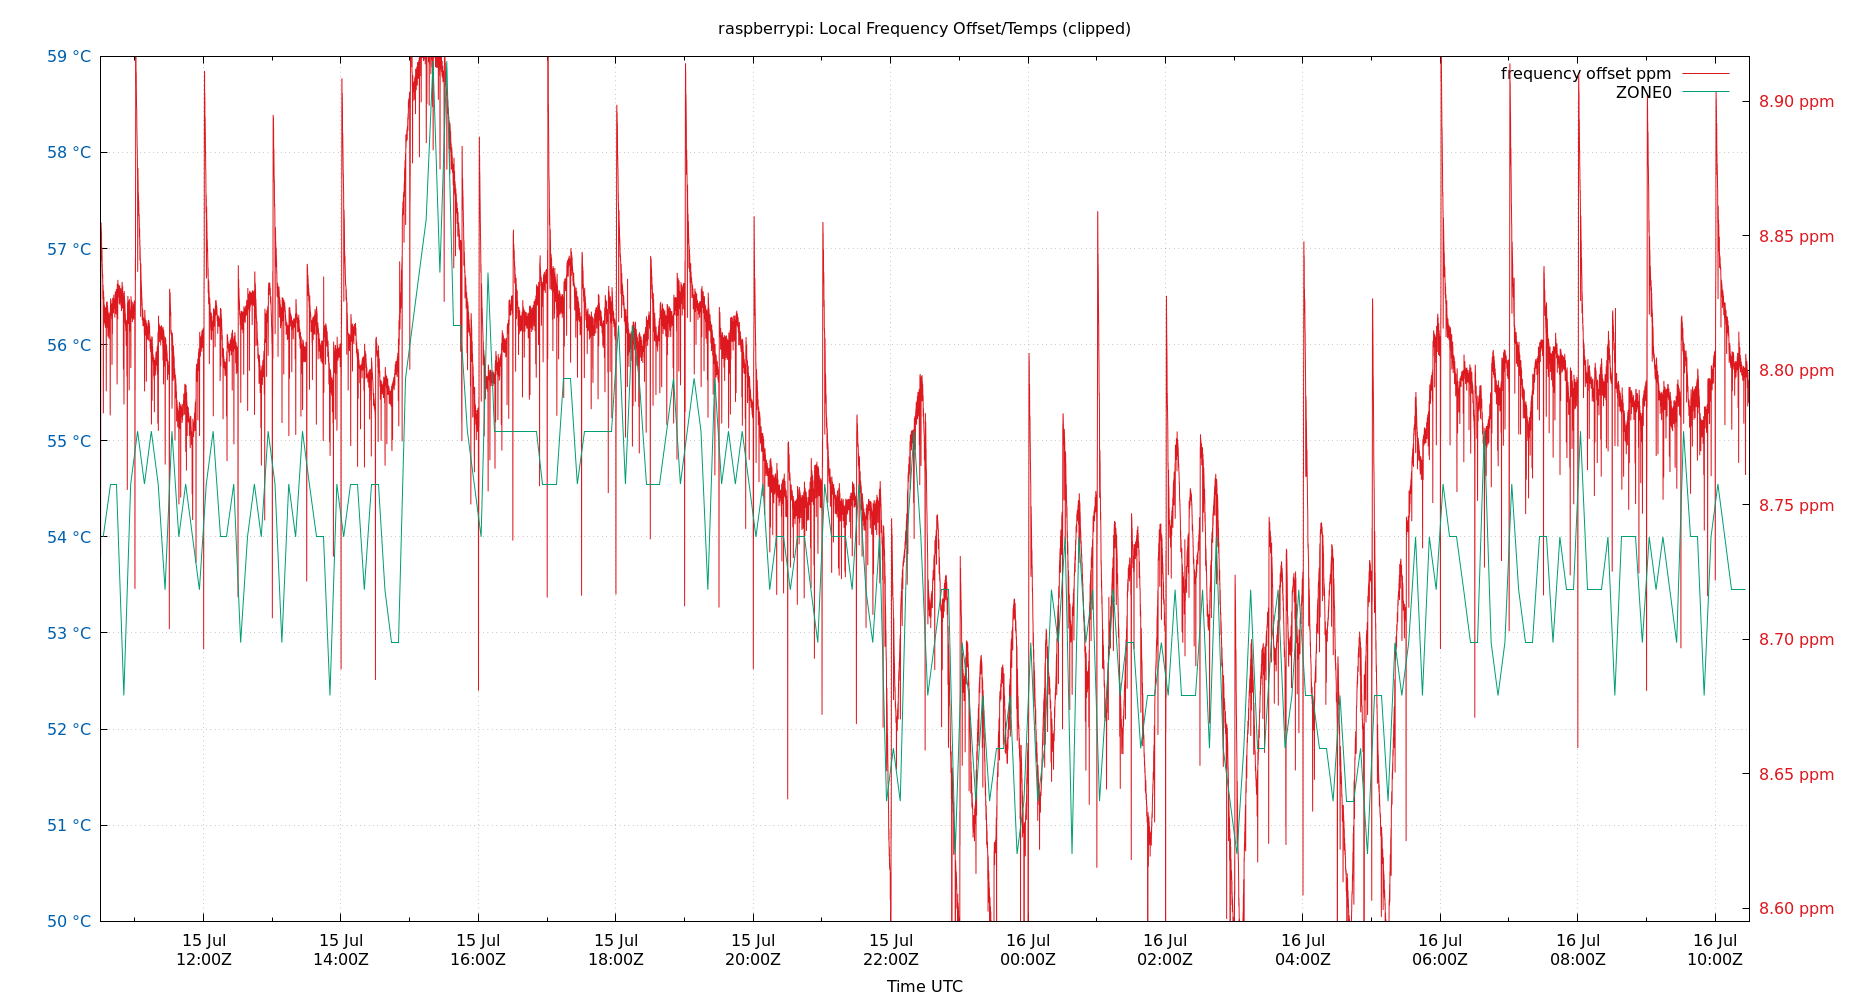 raspberrypi: Local Frequency Offset/Temps (clipped)
frequency offset ppm
ZONE0
59 °C
58 °C
57 °C
56 °C
55 °C
54 °C
53 °C
52 °C
51 °C
50 °C
8.90 ppm
8.85 ppm
8.80 ppm
8.75 ppm
8.70 ppm
8.65 ppm
8.60 ppm
15 Jul
12:00Z
15 Jul
14:00Z
15 Jul
16:00Z
15 Jul
18:00Z
15 Jul
20:00Z
15 Jul
22:00Z
16 Jul
00:00Z
16 Jul
02:00Z
16 Jul
04:00Z
16 Jul
06:00Z
16 Jul
08:00Z
16 Jul
10:00Z
Time UTC